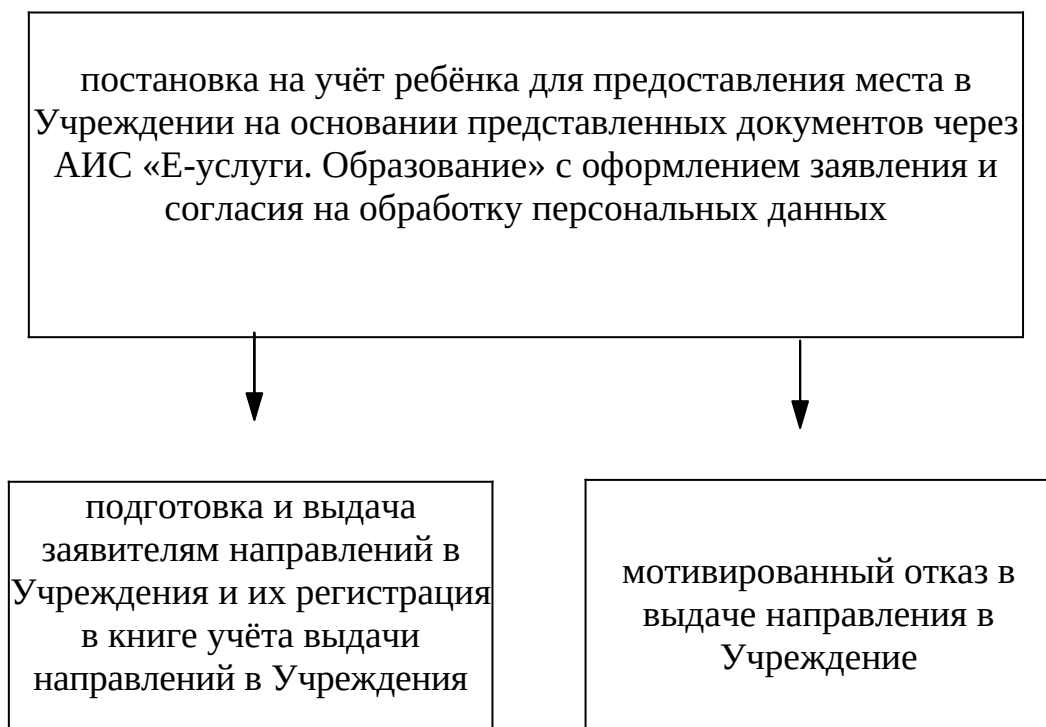 постановка на учёт ребёнка для предоставления места в
Учреждении на основании представленных документов через
АИС «Е-услуги. Образование» с оформлением заявления и
согласия на обработку персональных данных
подготовка и выдача
заявителям направлений в
Учреждения и их регистрация
в книге учёта выдачи
направлений в Учреждения
мотивированный отказ в
выдаче направления в
Учреждение